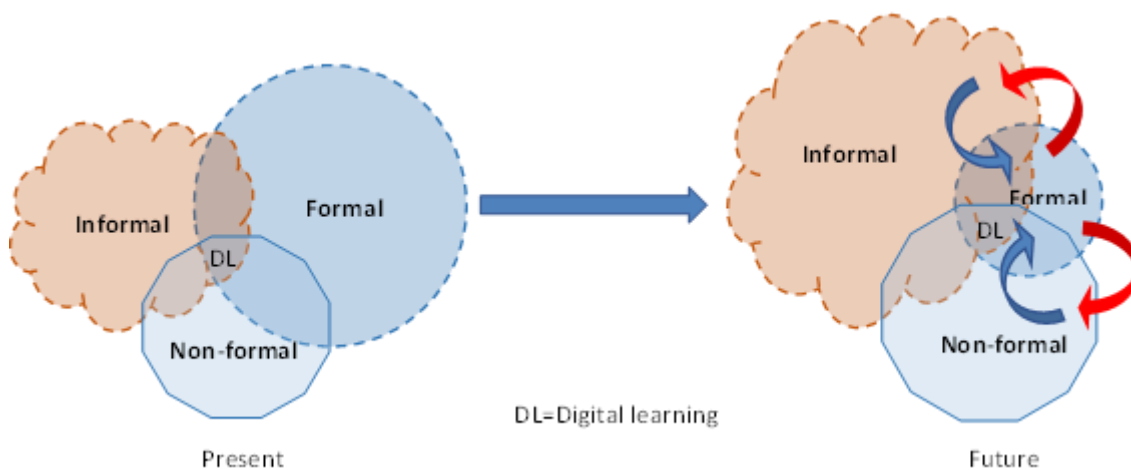 Informal
Formal
DL
Non-formal
Present
DL=Digital learning
Informal
Formal
DL
Non-formal
Future